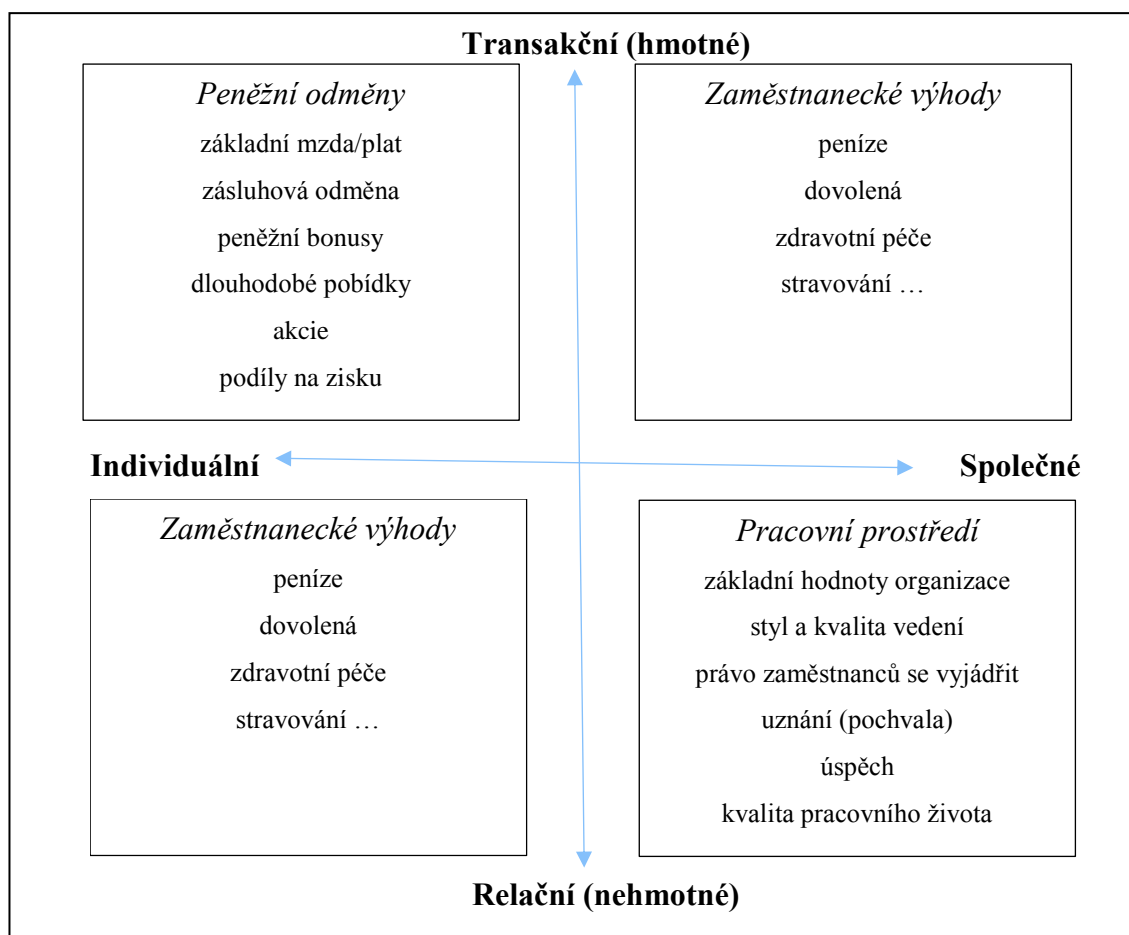 Transakční (hmotné)
Peněžní odměny
základní mzda/plat
zásluhová odměna
peněžní bonusy
dlouhodobé pobídky
akcie
podíly na zisku
Zaměstnanecké výhody
peníze
dovolená
zdravotní péče
stravování …
Individuální
Společné
Zaměstnanecké výhody
peníze
dovolená
zdravotní péče
stravování …
Pracovní prostředí
základní hodnoty organizace
styl a kvalita vedení
právo zaměstnanců se vyjádřit
uznání (pochvala)
úspěch
kvalita pracovního života
Relační (nehmotné)